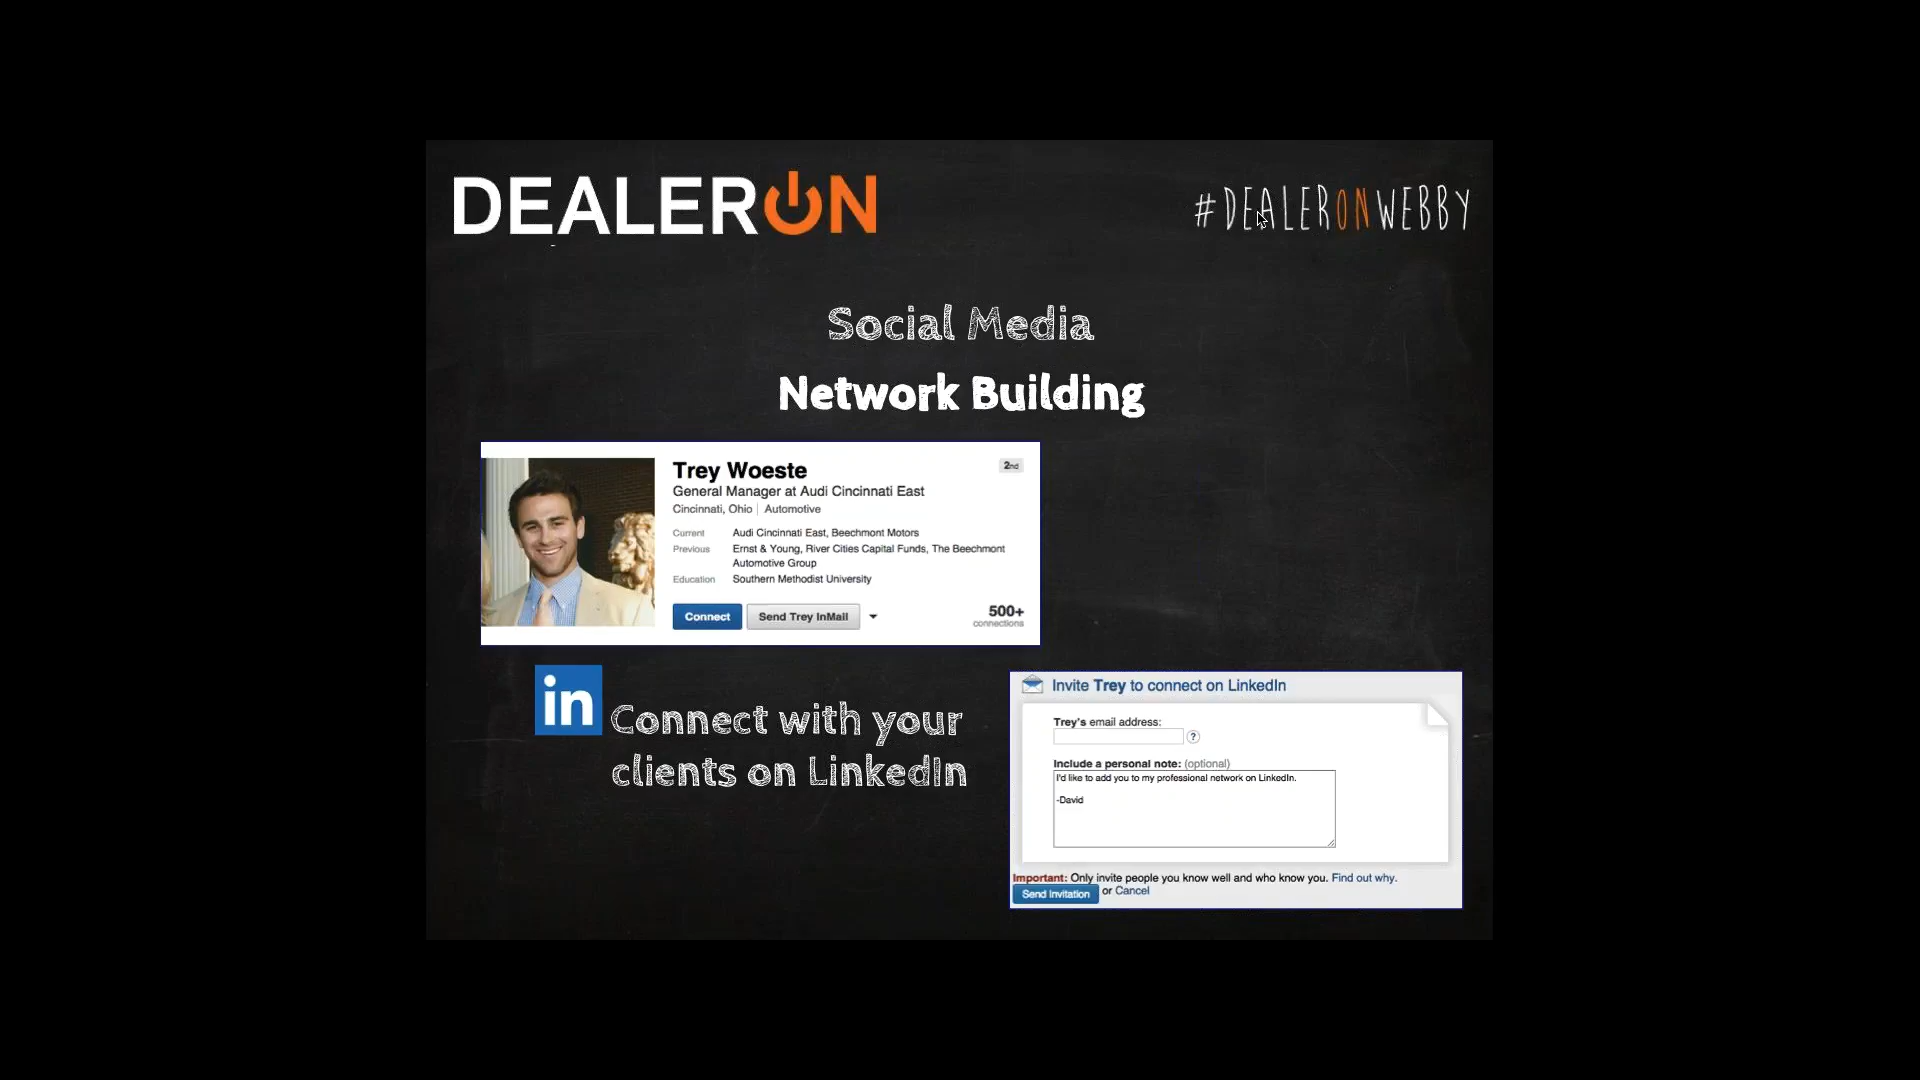 DEALERON
#DEALERONWEBBY
Social Media
Network Building
Trey Woeste
2nd
General Manager at Audi Cincinnati East
Cincinnati, Ohio | Automotive
Current Audi Cincinnati East, Beechmont Motors
Previous Ernst & Young, River Cities Capital Funds, The Beechmont
Automotive Group
Education Southern Methodist University
Connect Send Trey InMail
500+
connections
in
Connect with your
clients on LinkedIn
Invite Trey to connect on LinkedIn
Trey's email address:
?
Include a personal note: (optional)
I'd like to add you to my professional network on LinkedIn.
-David
Important: Only invite people you know well and who know you. Find out why.
Send Invitation or Cancel